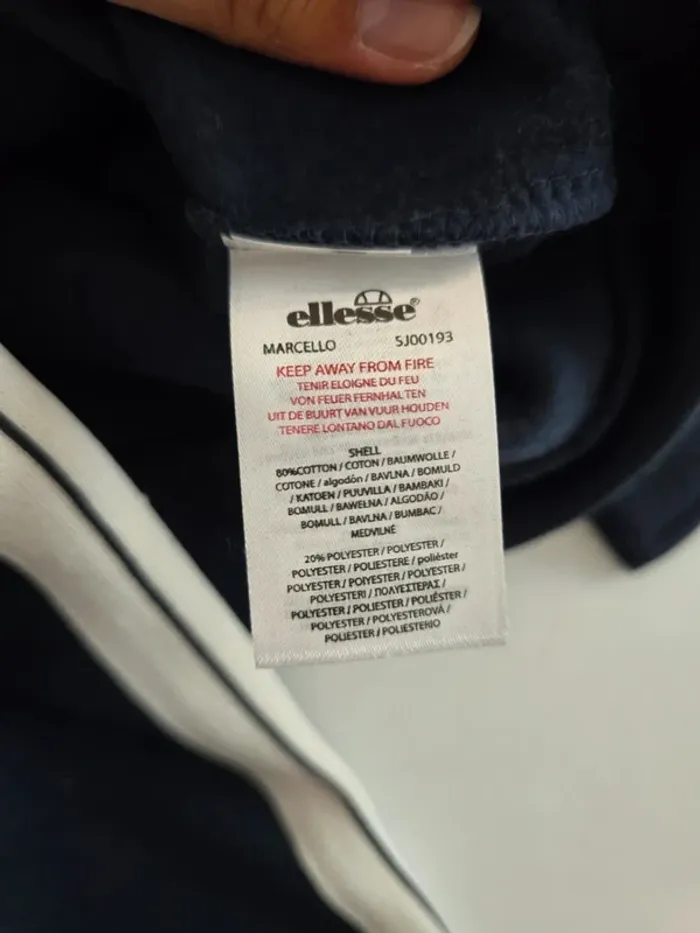 ellesse®
MARCELLO SJ00193
KEEP AWAY FROM FIRE
TENIR ELOIGNE DU FEU
VON FEUER FERNHALTEN
UIT DE BUURT VAN VUUR HOUDEN
TENERE LONTANO DAL FUOCO
SHELL
80%COTTON / COTON / BAUMWOLLE /
COTONE / algodón / BAVLNA / BOMULD
/ KATOEN / PUUVILLA / BAMBAKI /
BOMULL / BAWEŁNA / ALGODÃO /
BOMULL / BAVLNA / BUMBAC /
MEDVILNĖ
20% POLYESTER / POLYESTER /
POLYESTER / POLIESTERE / poliéster
POLYESTER / POLYESTER / POLYESTER /
POLYESTERI / ΠΟΛΥΕΣΤΕΡΑΣ /
POLYESTER / POLIESTER / POLIÉSTER /
POLYESTER / POLYESTEROVÁ /
POLIESTER / POLIESTERIO